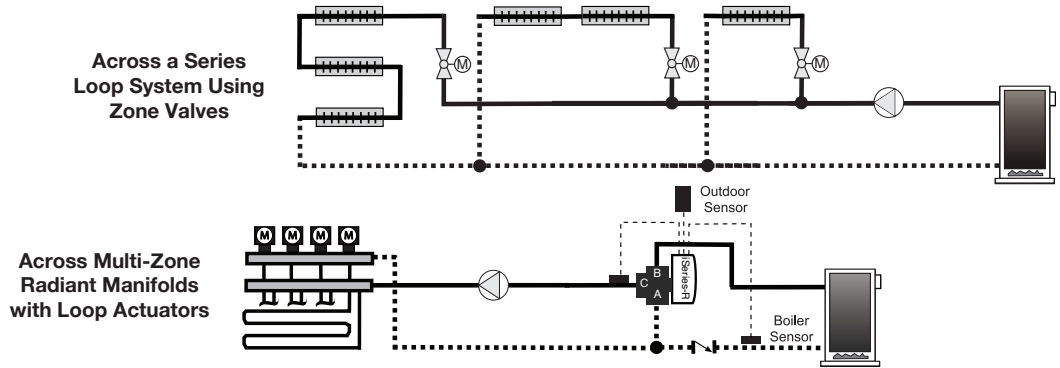 Across a Series
Loop System Using
Zone Valves
M
M
M
Outdoor
Sensor
Across Multi-Zone
Radiant Manifolds
with Loop Actuators
M M M M
B
C
A
iSeries-R
Boiler
Sensor